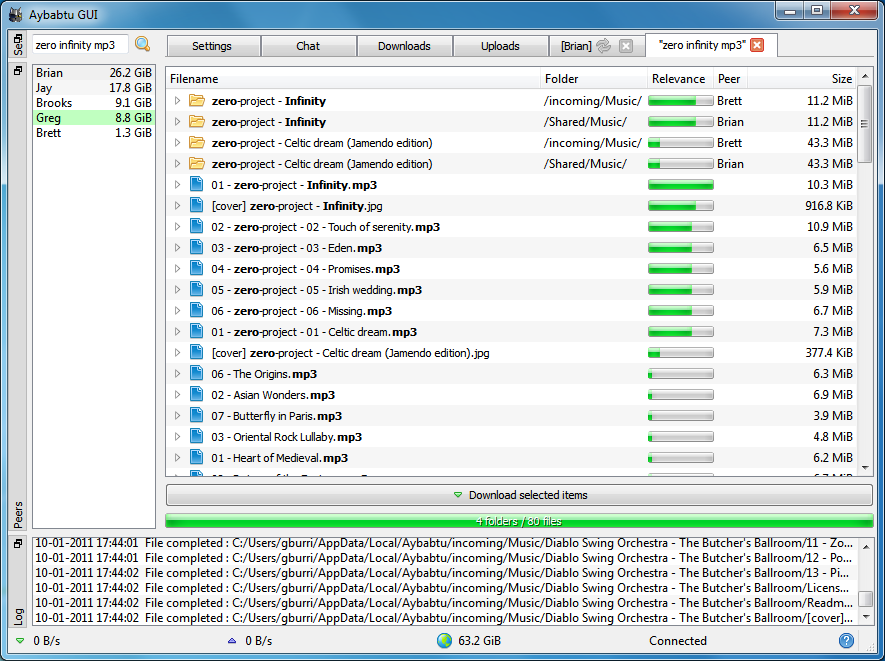 Aybabtu GUI
Se
zero infinity mp3
Settings Chat Downloads Uploads [Brian] "zero infinity mp3"
Peers
Brian 26.2 GiB
Jay 17.8 GiB
Brooks 9.1 GiB
Greg 8.8 GiB
Brett 1.3 GiB
Filename Folder Relevance Peer Size
zero-project - Infinity /incoming/Music/ Brett 11.2 MiB
zero-project - Infinity /Shared/Music/ Brian 11.2 MiB
zero-project - Celtic dream (Jamendo edition) /incoming/Music/ Brett 43.3 MiB
zero-project - Celtic dream (Jamendo edition) /Shared/Music/ Brian 43.3 MiB
01 - zero-project - Infinity.mp3 10.3 MiB
[cover] zero-project - Infinity.jpg 916.8 KiB
02 - zero-project - 02 - Touch of serenity.mp3 10.9 MiB
03 - zero-project - 03 - Eden.mp3 6.5 MiB
04 - zero-project - 04 - Promises.mp3 5.6 MiB
05 - zero-project - 05 - Irish wedding.mp3 5.9 MiB
06 - zero-project - 06 - Missing.mp3 6.7 MiB
01 - zero-project - 01 - Celtic dream.mp3 7.3 MiB
[cover] zero-project - Celtic dream (Jamendo edition).jpg 377.4 KiB
06 - The Origins.mp3 6.3 MiB
02 - Asian Wonders.mp3 6.9 MiB
07 - Butterfly in Paris.mp3 3.9 MiB
03 - Oriental Rock Lullaby.mp3 4.8 MiB
01 - Heart of Medieval.mp3 6.2 MiB
Download selected items
4 folders / 80 files
Log
10-01-2011 17:44:01 File completed : C:/Users/gburri/AppData/Local/Aybabtu/incoming/Music/Diablo Swing Orchestra - The Butcher's Ballroom/11 - Zo...
10-01-2011 17:44:01 File completed : C:/Users/gburri/AppData/Local/Aybabtu/incoming/Music/Diablo Swing Orchestra - The Butcher's Ballroom/12 - Po...
10-01-2011 17:44:02 File completed : C:/Users/gburri/AppData/Local/Aybabtu/incoming/Music/Diablo Swing Orchestra - The Butcher's Ballroom/13 - Pi...
10-01-2011 17:44:02 File completed : C:/Users/gburri/AppData/Local/Aybabtu/incoming/Music/Diablo Swing Orchestra - The Butcher's Ballroom/Licens...
10-01-2011 17:44:02 File completed : C:/Users/gburri/AppData/Local/Aybabtu/incoming/Music/Diablo Swing Orchestra - The Butcher's Ballroom/Readm...
10-01-2011 17:44:02 File completed : C:/Users/gburri/AppData/Local/Aybabtu/incoming/Music/Diablo Swing Orchestra - The Butcher's Ballroom/[cover]...
0 B/s 0 B/s 63.2 GiB Connected